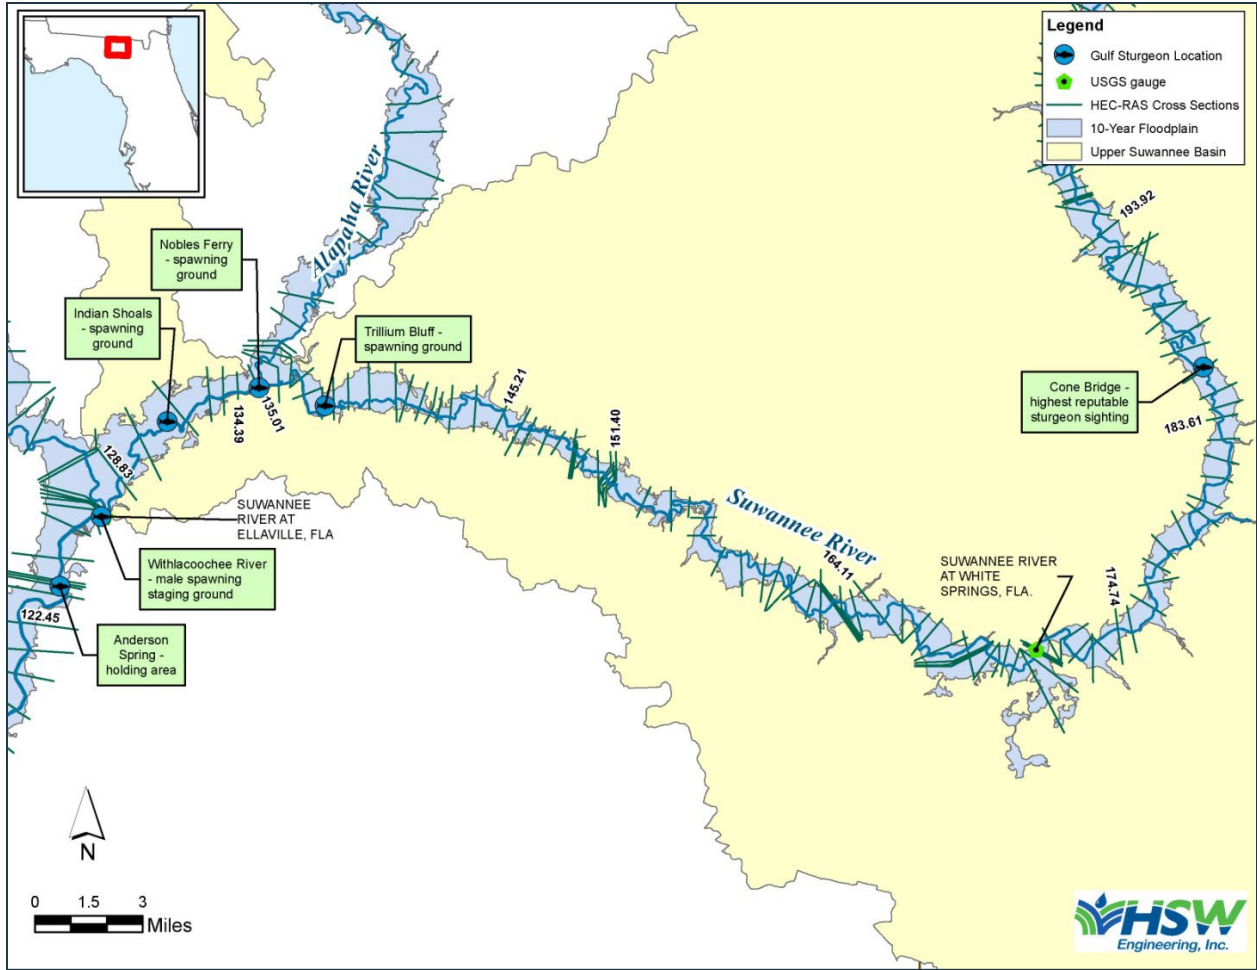 Legend
Gulf Sturgeon Location
USGS gauge
HEC-RAS Cross Sections
10-Year Floodplain
Upper Suwannee Basin
Alapaha River
193.92
Nobles Ferry
- spawning
ground
Indian Shoals
- spawning
ground
Trillium Bluff -
spawning ground
Cone Bridge -
highest reputable
sturgeon sighting
183.61
134.39
135.01
145.21
151.40
128.83
SUWANNEE
RIVER AT
ELLAVILLE, FLA
Suwannee River
164.11
SUWANNEE RIVER
AT WHITE
SPRINGS, FLA.
174.74
Withlacoochee River
- male spawning
staging ground
122.45
Anderson
Spring -
holding area
N
0 1.5 3
Miles
HSW
Engineering, Inc.